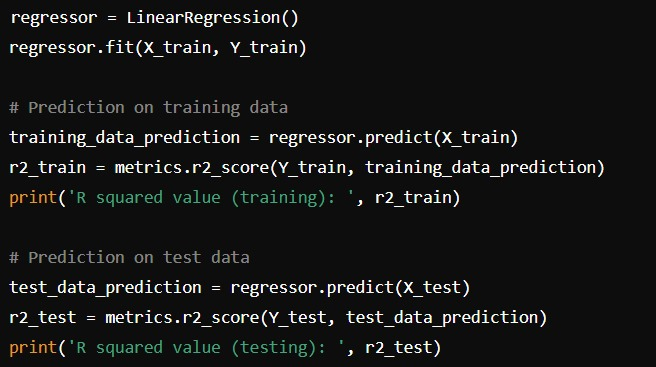 regressor = LinearRegression()
regressor.fit(X_train, Y_train)
# Prediction on training data
training_data_prediction = regressor.predict(X_train)
r2_train = metrics.r2_score(Y_train, training_data_prediction)
print('R squared value (training): ', r2_train)
# Prediction on test data
test_data_prediction = regressor.predict(X_test)
r2_test = metrics.r2_score(Y_test, test_data_prediction)
print('R squared value (testing): ', r2_test)